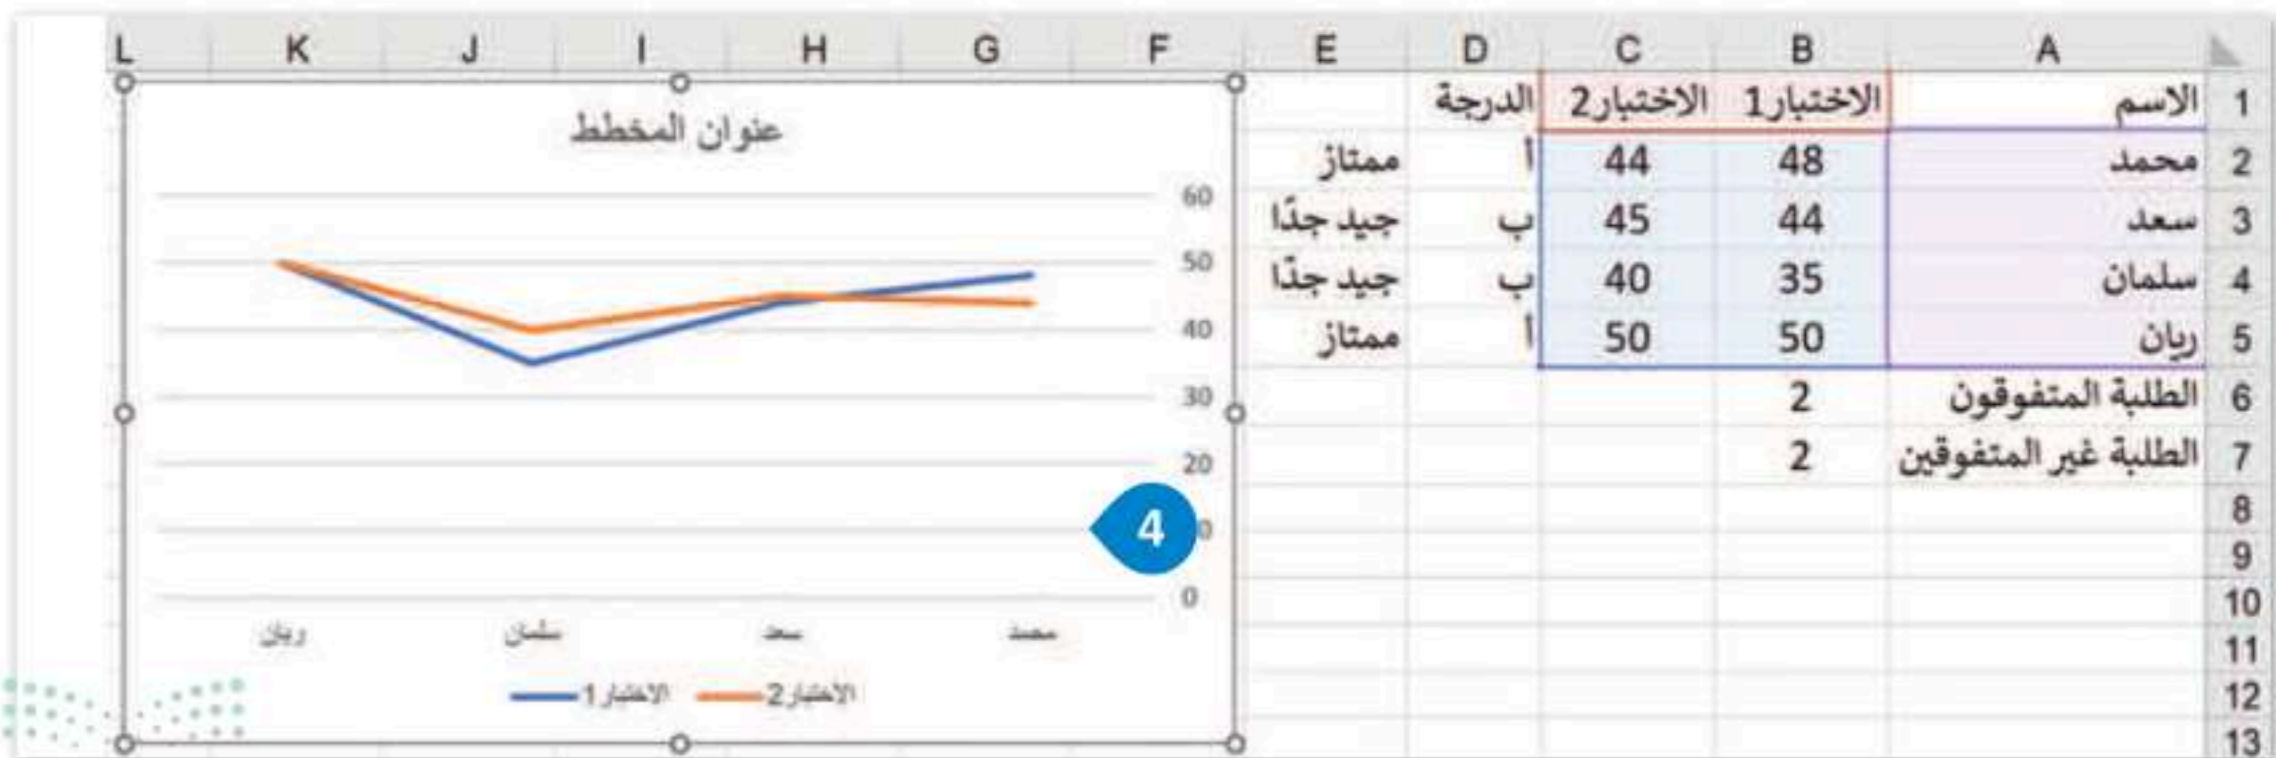 A B C D E F G H I J K L
1 الاسم الاختبار1 الاختبار2 الدرجة
2 محمد 48 44 أ ممتاز
3 سعد 44 45 ب جيد جدًا
4 سلمان 35 40 ب جيد جدًا
5 ريان 50 50 أ ممتاز
6 الطلبة المتفوقون 2
7 الطلبة غير المتفوقين 2
8
9
10
11
12
13
عنوان المخطط
60
50
40
30
20
0
4
0
محمد سعد سلمان ريان
الاختبار2 الاختبار1